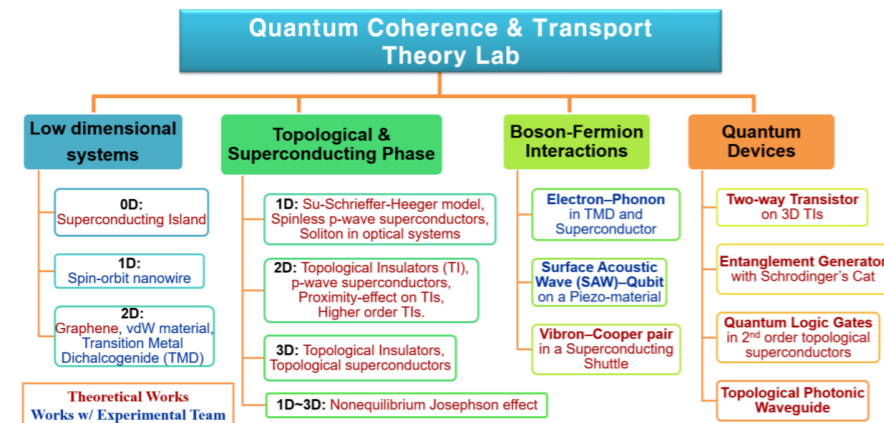 Quantum Coherence & Transport
Theory Lab
Low dimensional
systems
0D:
Superconducting Island
1D:
Spin-orbit nanowire
2D:
Graphene, vdW material,
Transition Metal
Dichalcogenide (TMD)
Theoretical Works
Works w/ Experimental Team
Topological &
Superconducting Phase
1D: Su-Schrieffer-Heeger model,
Spinless p-wave superconductors,
Soliton in optical systems
2D: Topological Insulators (TI),
p-wave superconductors,
Proximity-effect on TIs,
Higher order TIs.
3D: Topological Insulators,
Topological superconductors
1D~3D: Nonequilibrium Josephson effect
Boson-Fermion
Interactions
Electron–Phonon
in TMD and
Superconductor
Surface Acoustic
Wave (SAW)–Qubit
on a Piezo-material
Vibron–Cooper pair
in a Superconducting
Shuttle
Quantum
Devices
Two-way Transistor
on 3D TIs
Entanglement Generator
with Schrodinger's Cat
Quantum Logic Gates
in 2nd order topological
superconductors
Topological Photonic
Waveguide